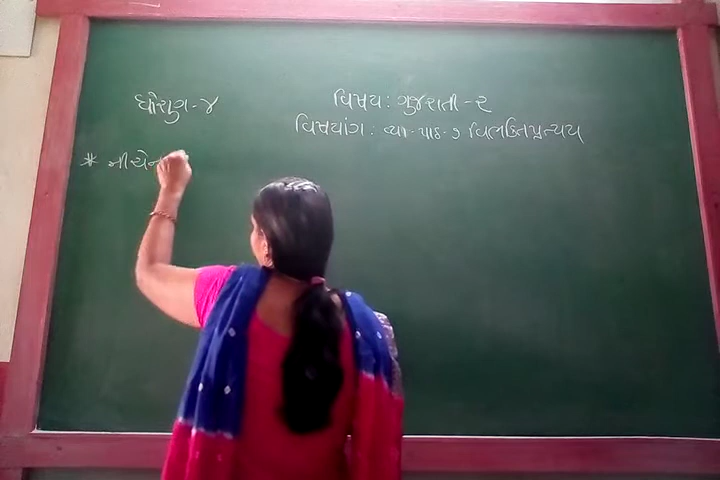 ધોરણ-૪
વિષય : ગુજરાતી-૨
વિષયાંગ : વ્યા-પાઠ-૭ વિભક્તિપ્રત્યય
* નીચેના